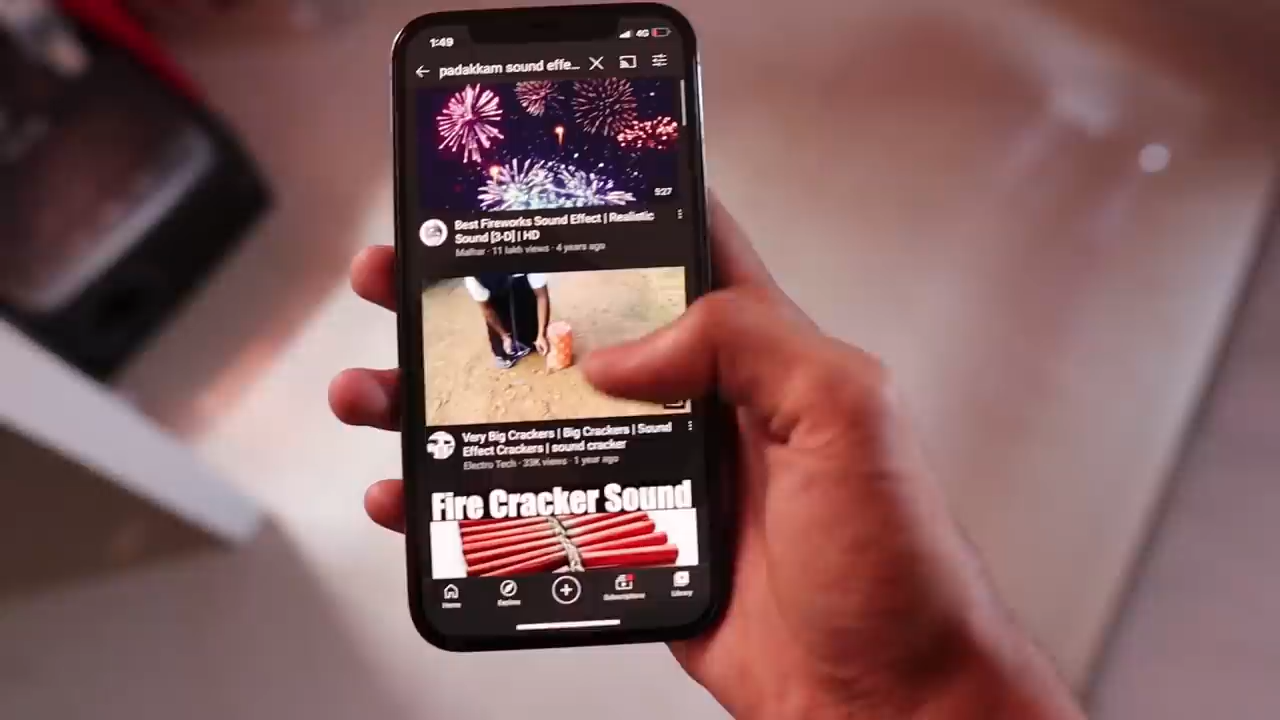 1:49
4G
padakkam sound effe...
5:27
Best Fireworks Sound Effect | Realistic
Sound [3-D] | HD
Malhar · 11 lakh views · 4 years ago
Very Big Crackers | Big Crackers | Sound
Effect Crackers | sound cracker
Electro Tech · 33K views · 1 year ago
Fire Cracker Sound
Home
Explore
Subscriptions
Library